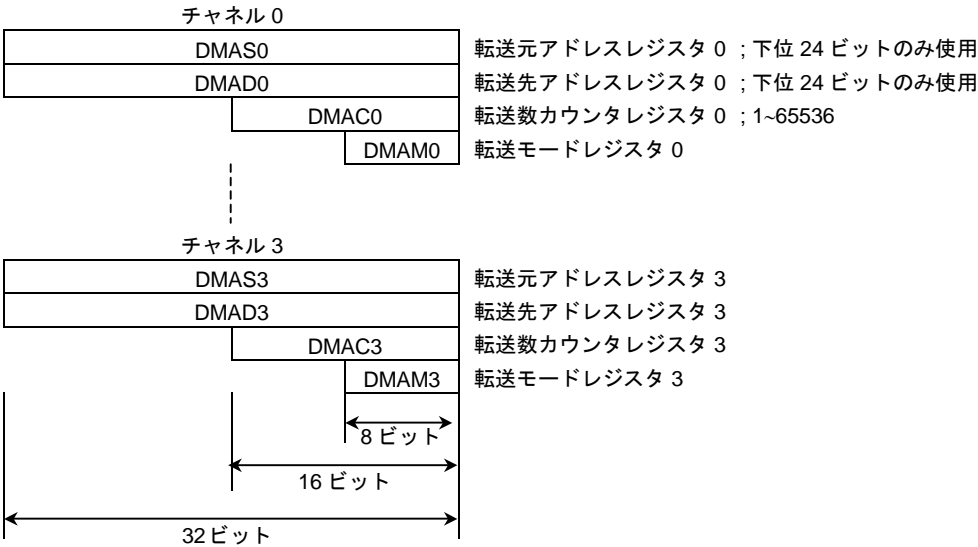 チャネル 0
DMAS0 転送元アドレスレジスタ 0 ; 下位 24 ビットのみ使用
DMAD0 転送先アドレスレジスタ 0 ; 下位 24 ビットのみ使用
DMAC0 転送数カウンタレジスタ 0 ; 1~65536
DMAM0 転送モードレジスタ 0
チャネル 3
DMAS3 転送元アドレスレジスタ 3
DMAD3 転送先アドレスレジスタ 3
DMAC3 転送数カウンタレジスタ 3
DMAM3 転送モードレジスタ 3
8 ビット
16 ビット
32 ビット